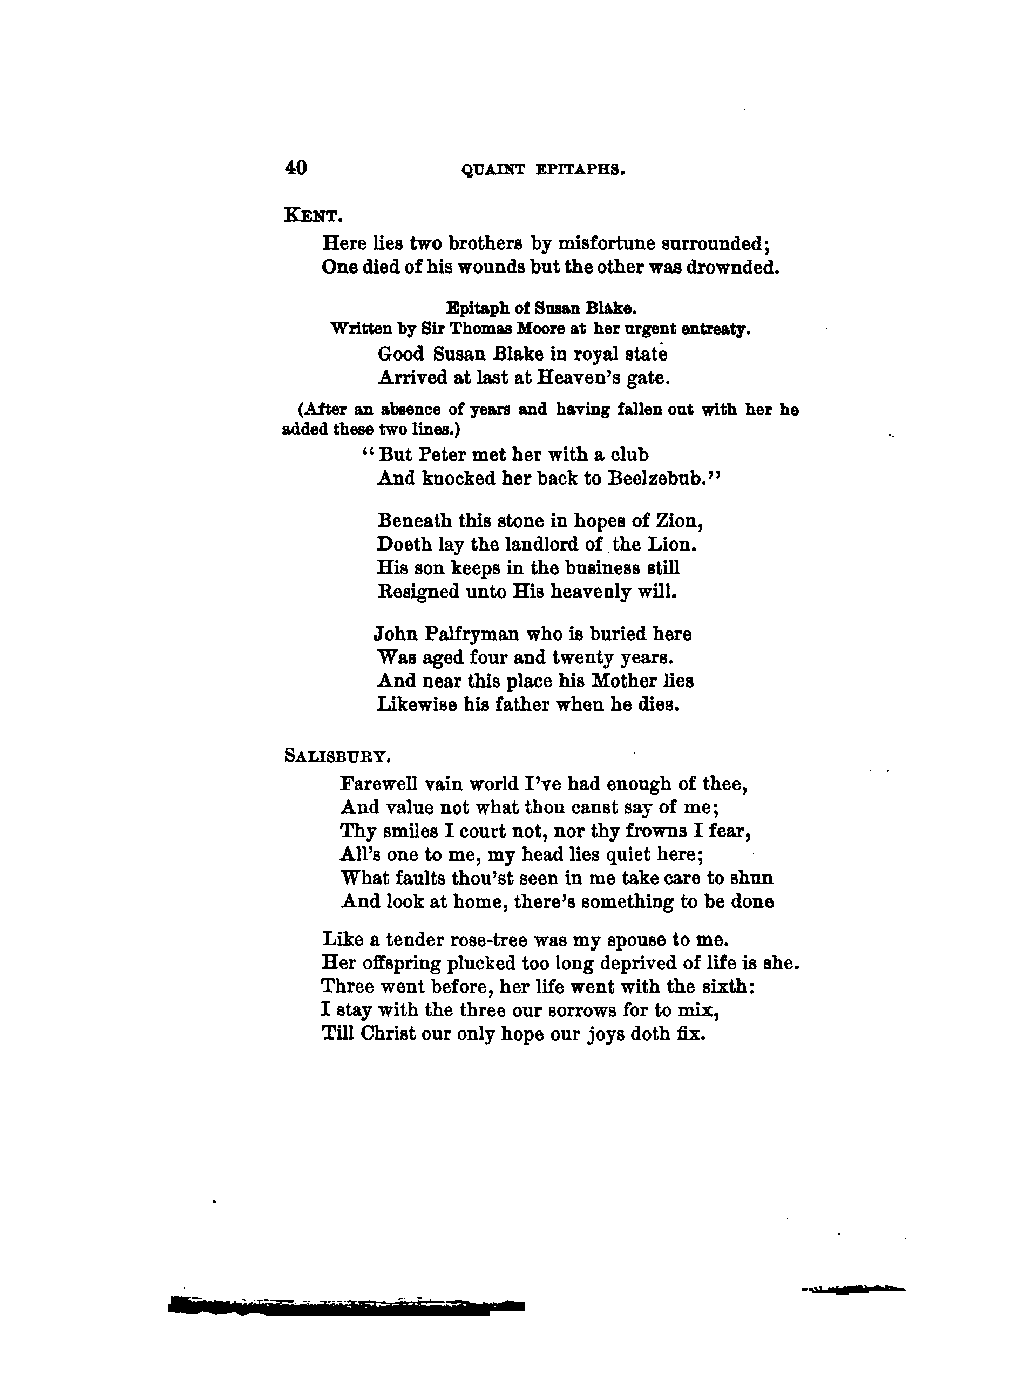 40 QUAINT EPITAPHS.
KENT.
Here lies two brothers by misfortune surrounded;
One died of his wounds but the other was drownded.
Epitaph of Susan Blake.
Written by Sir Thomas Moore at her urgent entreaty.
Good Susan Blake in royal state
Arrived at last at Heaven's gate.
(After an absence of years and having fallen out with her he
added these two lines.)
"But Peter met her with a club
And knocked her back to Beelzebub."
Beneath this stone in hopes of Zion,
Doeth lay the landlord of the Lion.
His son keeps in the business still
Resigned unto His heavenly will.
John Palfryman who is buried here
Was aged four and twenty years.
And near this place his Mother lies
Likewise his father when he dies.
SALISBURY.
Farewell vain world I've had enough of thee,
And value not what thou canst say of me;
Thy smiles I court not, nor thy frowns I fear,
All's one to me, my head lies quiet here;
What faults thou'st seen in me take care to shun
And look at home, there's something to be done
Like a tender rose-tree was my spouse to me.
Her offspring plucked too long deprived of life is she.
Three went before, her life went with the sixth:
I stay with the three our sorrows for to mix,
Till Christ our only hope our joys doth fix.